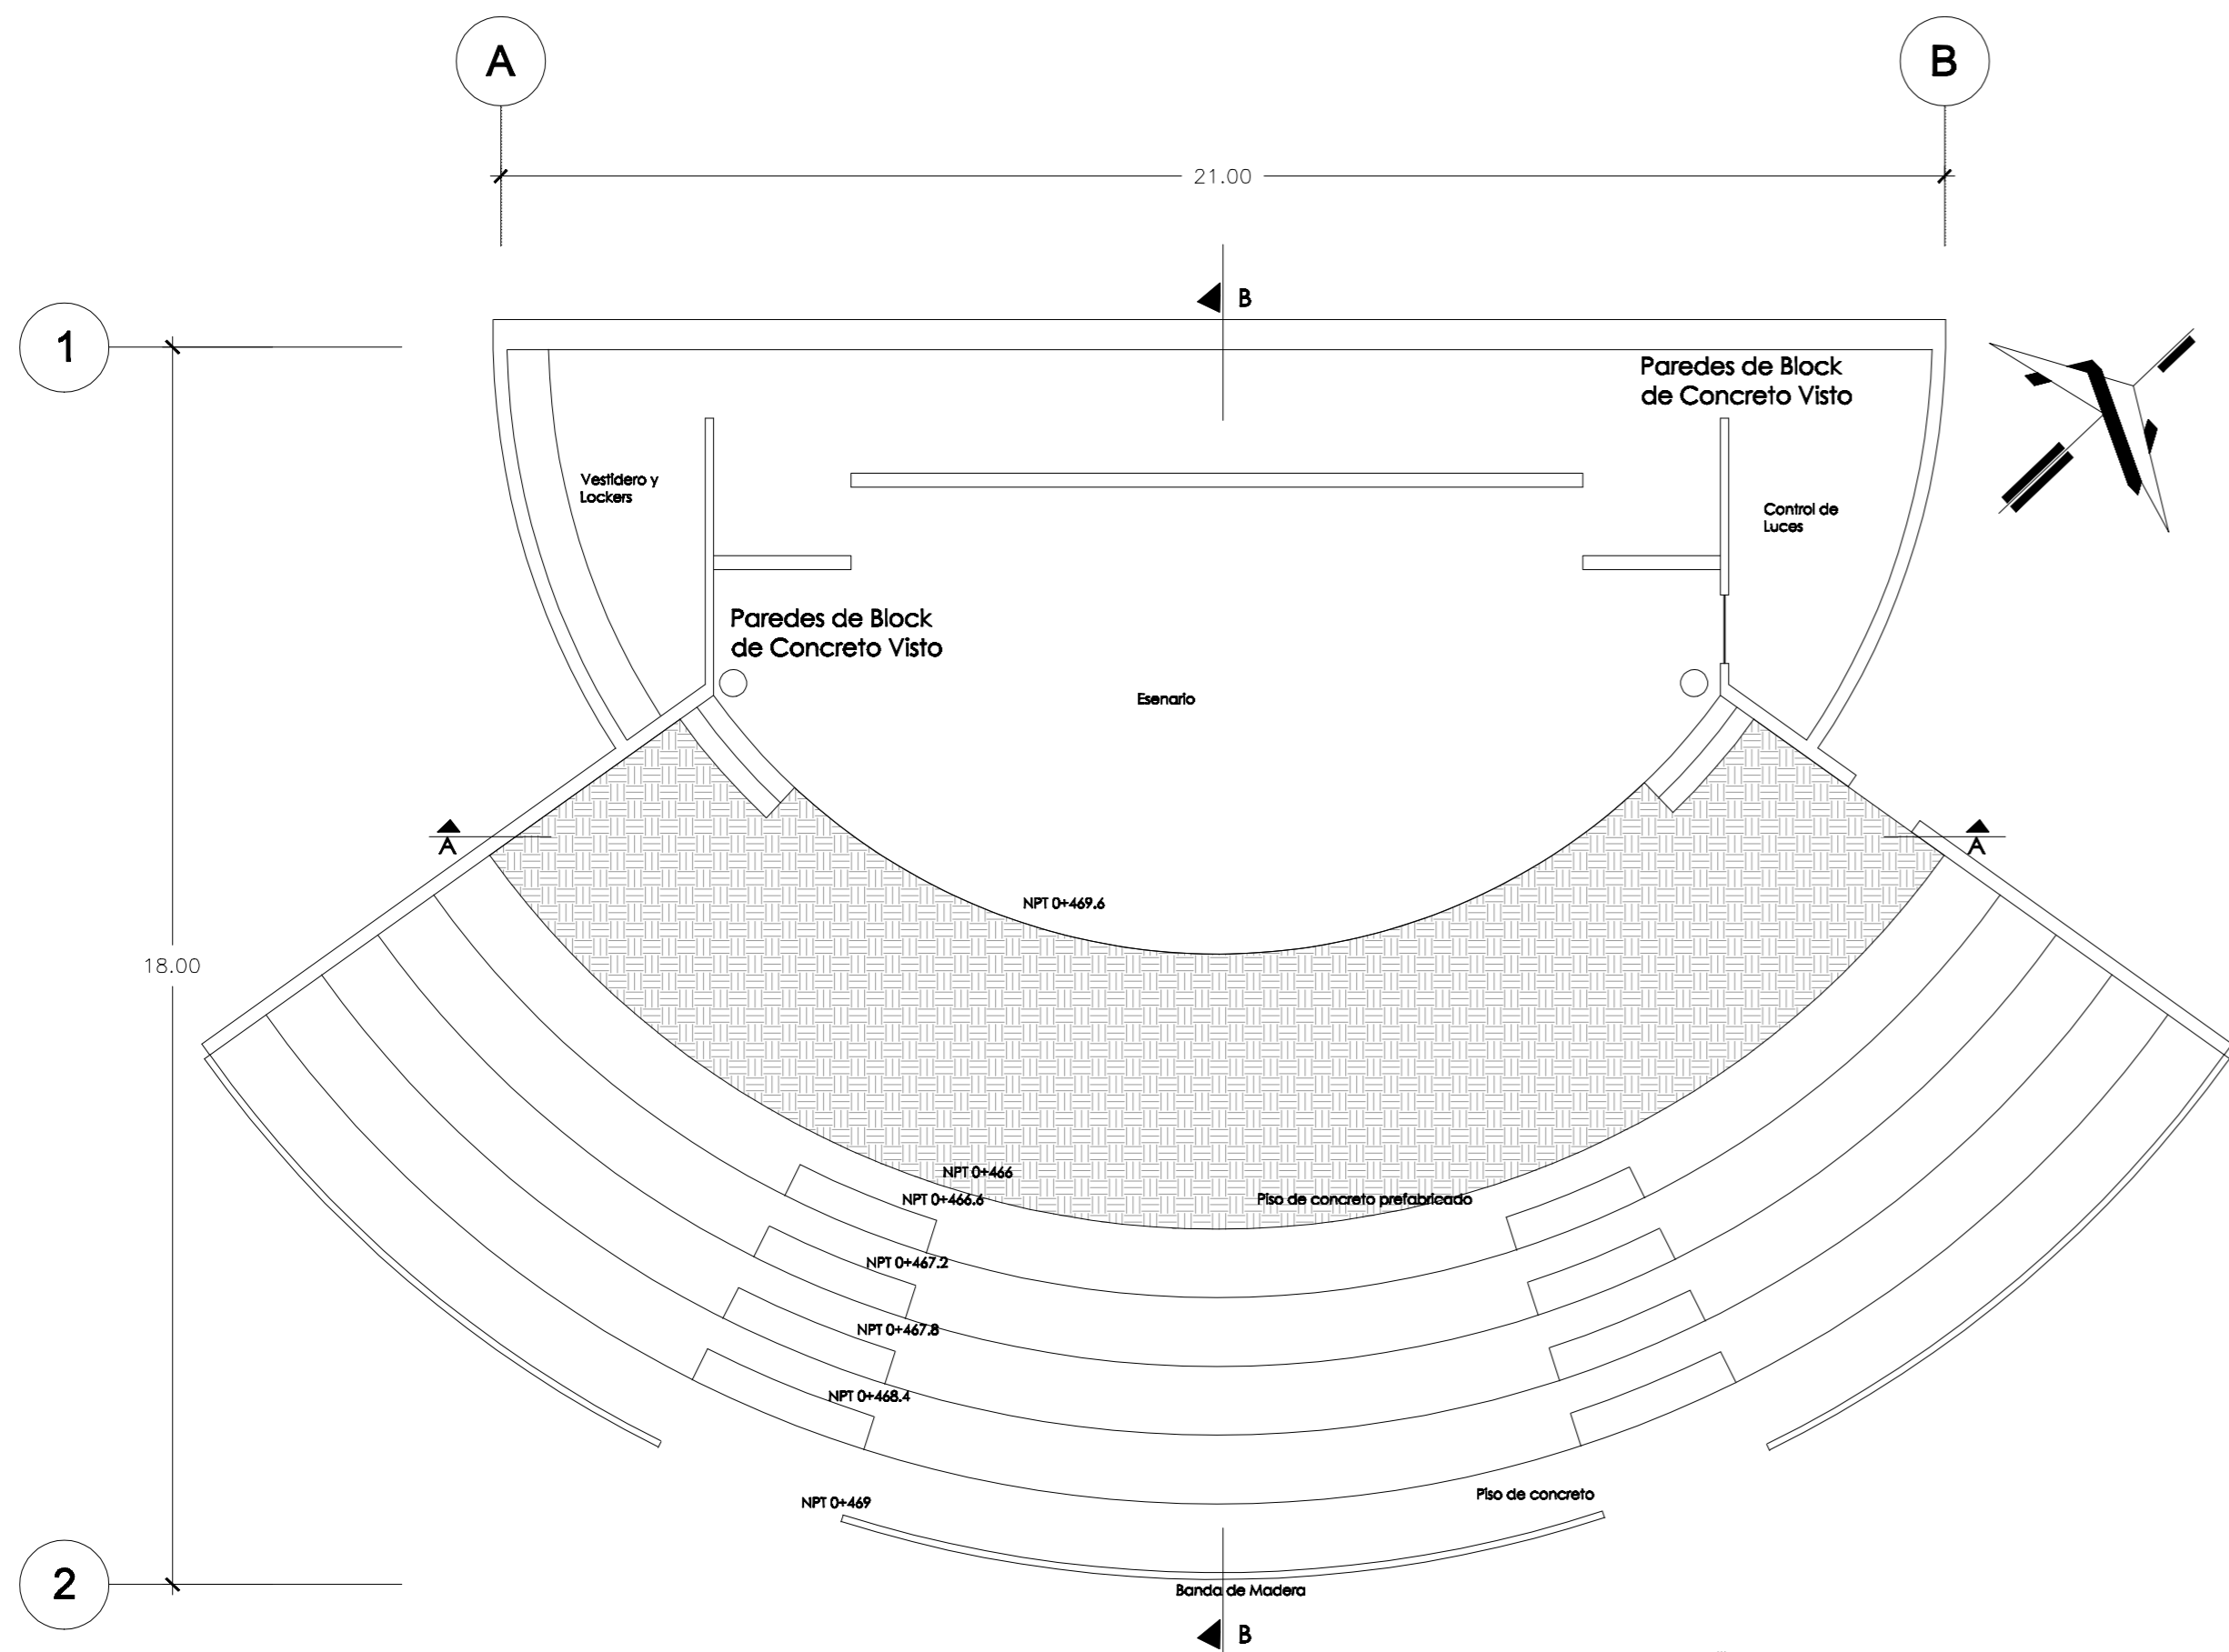 A
B
21.00
B
1
Paredes de Block
de Concreto Visto
Vestidero y
Lockers
Control de
Luces
Paredes de Block
de Concreto Visto
Esenario
A
A
NPT 0+469.6
18.00
NPT 0+466
NPT 0+466.6
Piso de concreto prefabricado
NPT 0+467.2
NPT 0+467.8
NPT 0+468.4
NPT 0+469
Piso de concreto
2
Banda de Madera
B